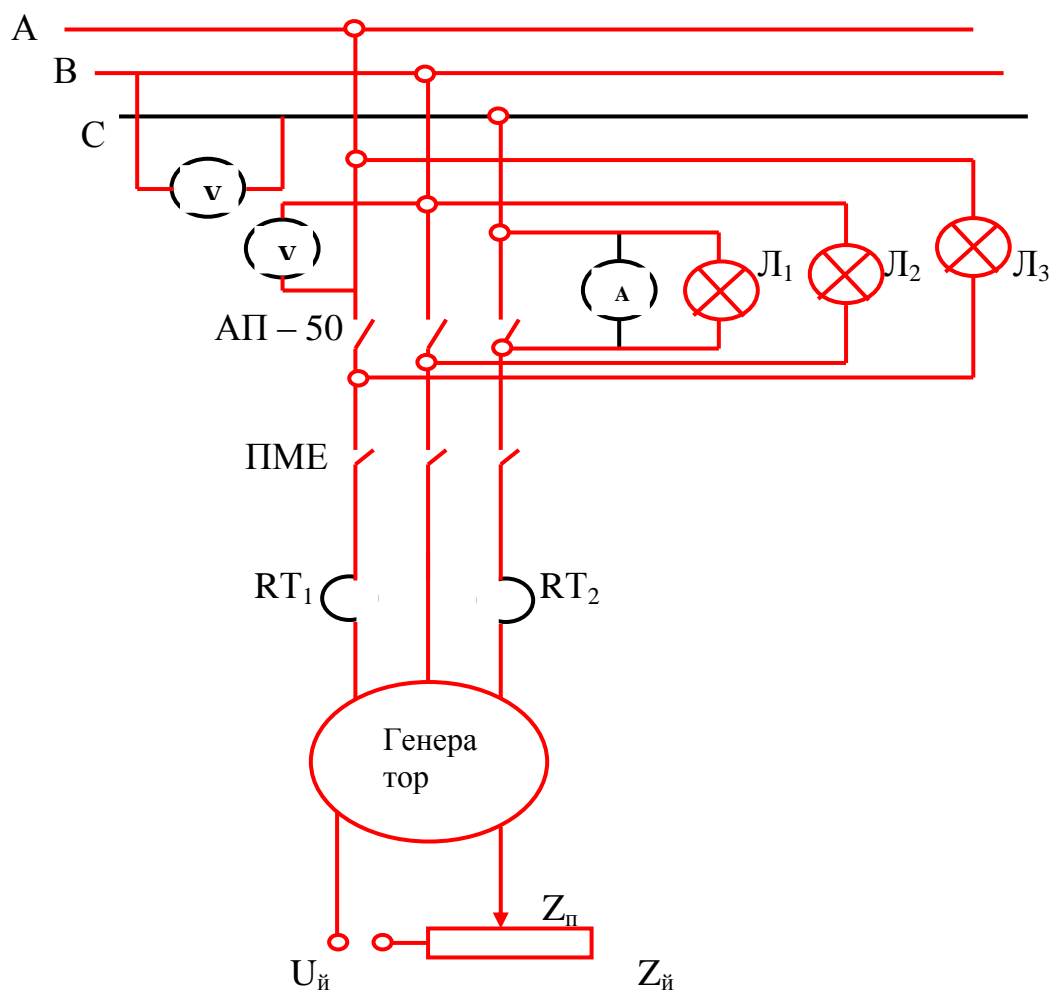 A
B
C
V
V
A
Л₁
Л₂
Л₃
АП – 50
ПМЕ
RT₁
RT₂
Генера
тор
Zп
Uй
Zй